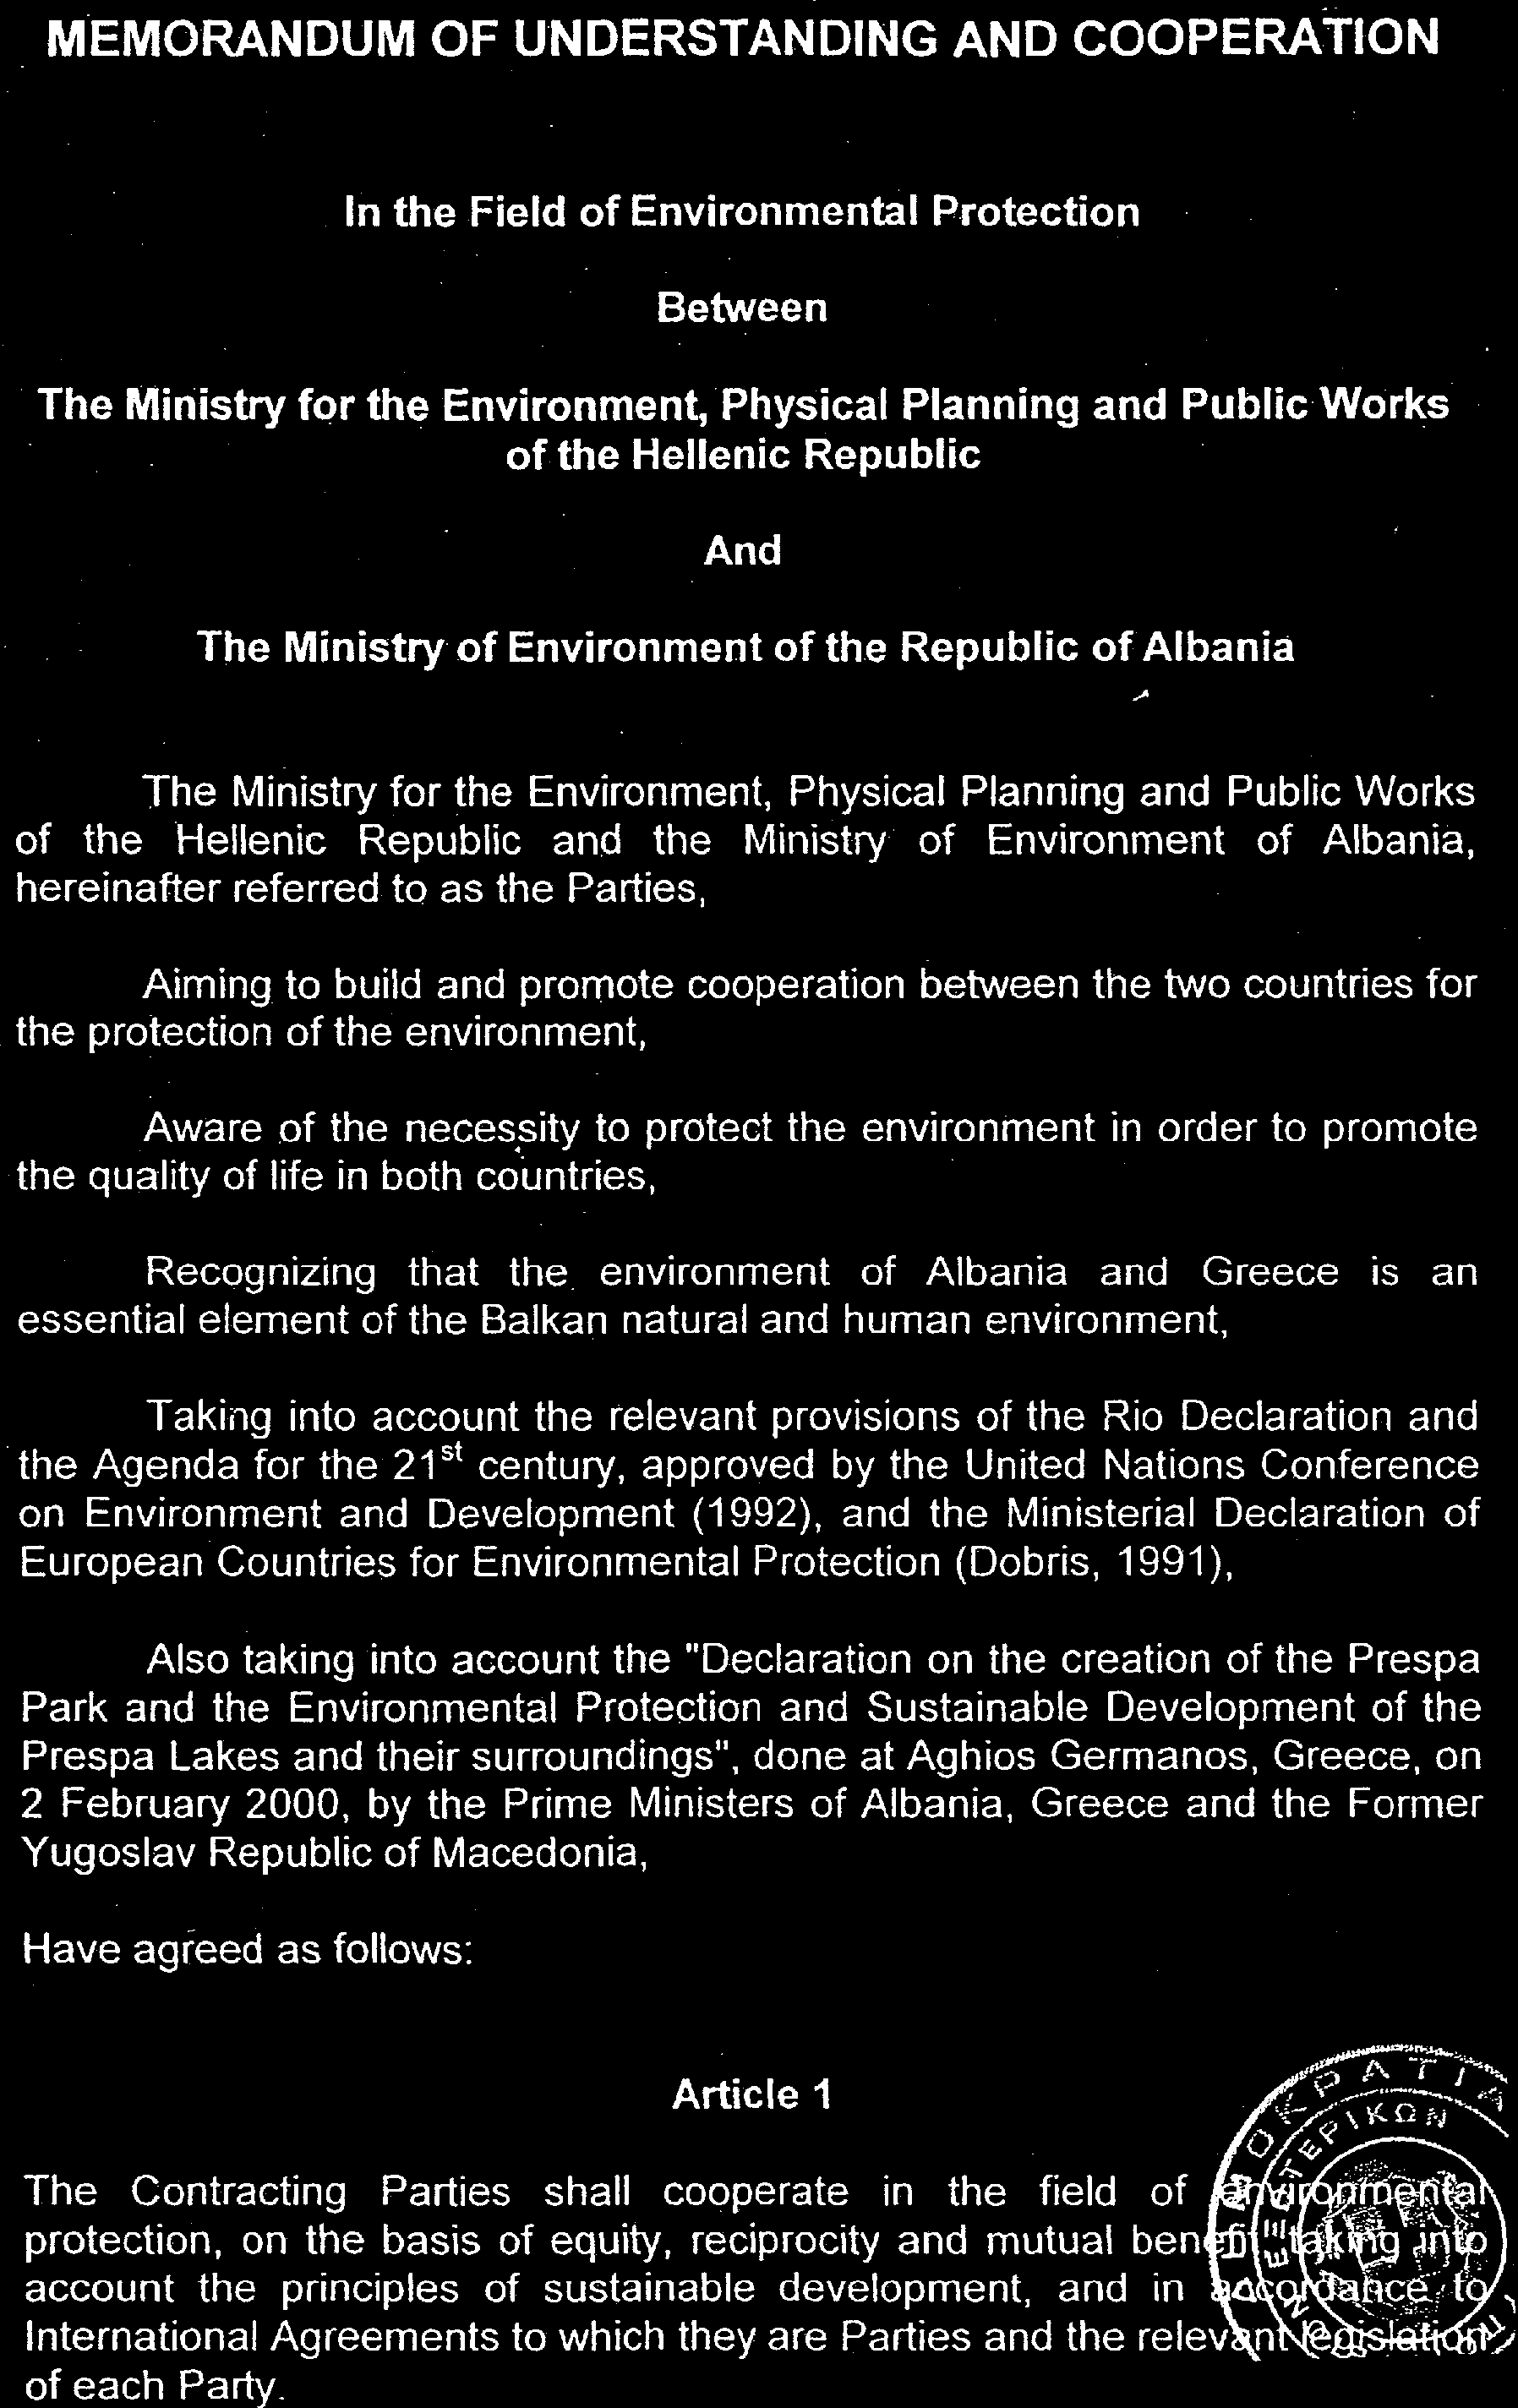 MEMORANDUM OF UNDERSTANDING AND COOPERATION
In the Field of Environmental Protection
Between
The Ministry for the Environment, Physical Planning and Public Works
of the Hellenic Republic
And
The Ministry of Environment of the Republic of Albania
The Ministry for the Environment, Physical Planning and Public Works
of the Hellenic Republic and the Ministry of Environment of Albania,
hereinafter referred to as the Parties,
Aiming to build and promote cooperation between the two countries for
the protection of the environment,
Aware of the necessity to protect the environment in order to promote
the quality of life in both countries,
Recognizing that the environment of Albania and Greece is an
essential element of the Balkan natural and human environment,
Taking into account the relevant provisions of the Rio Declaration and
the Agenda for the 21st century, approved by the United Nations Conference
on Environment and Development (1992), and the Ministerial Declaration of
European Countries for Environmental Protection (Dobris, 1991),
Also taking into account the "Declaration on the creation of the Prespa
Park and the Environmental Protection and Sustainable Development of the
Prespa Lakes and their surroundings", done at Aghios Germanos, Greece, on
2 February 2000, by the Prime Ministers of Albania, Greece and the Former
Yugoslav Republic of Macedonia,
Have agreed as follows:
Article 1
The Contracting Parties shall cooperate in the field of environmental
protection, on the basis of equity, reciprocity and mutual benefit, taking into
account the principles of sustainable development, and in accordance to
International Agreements to which they are Parties and the relevant legislation
of each Party.